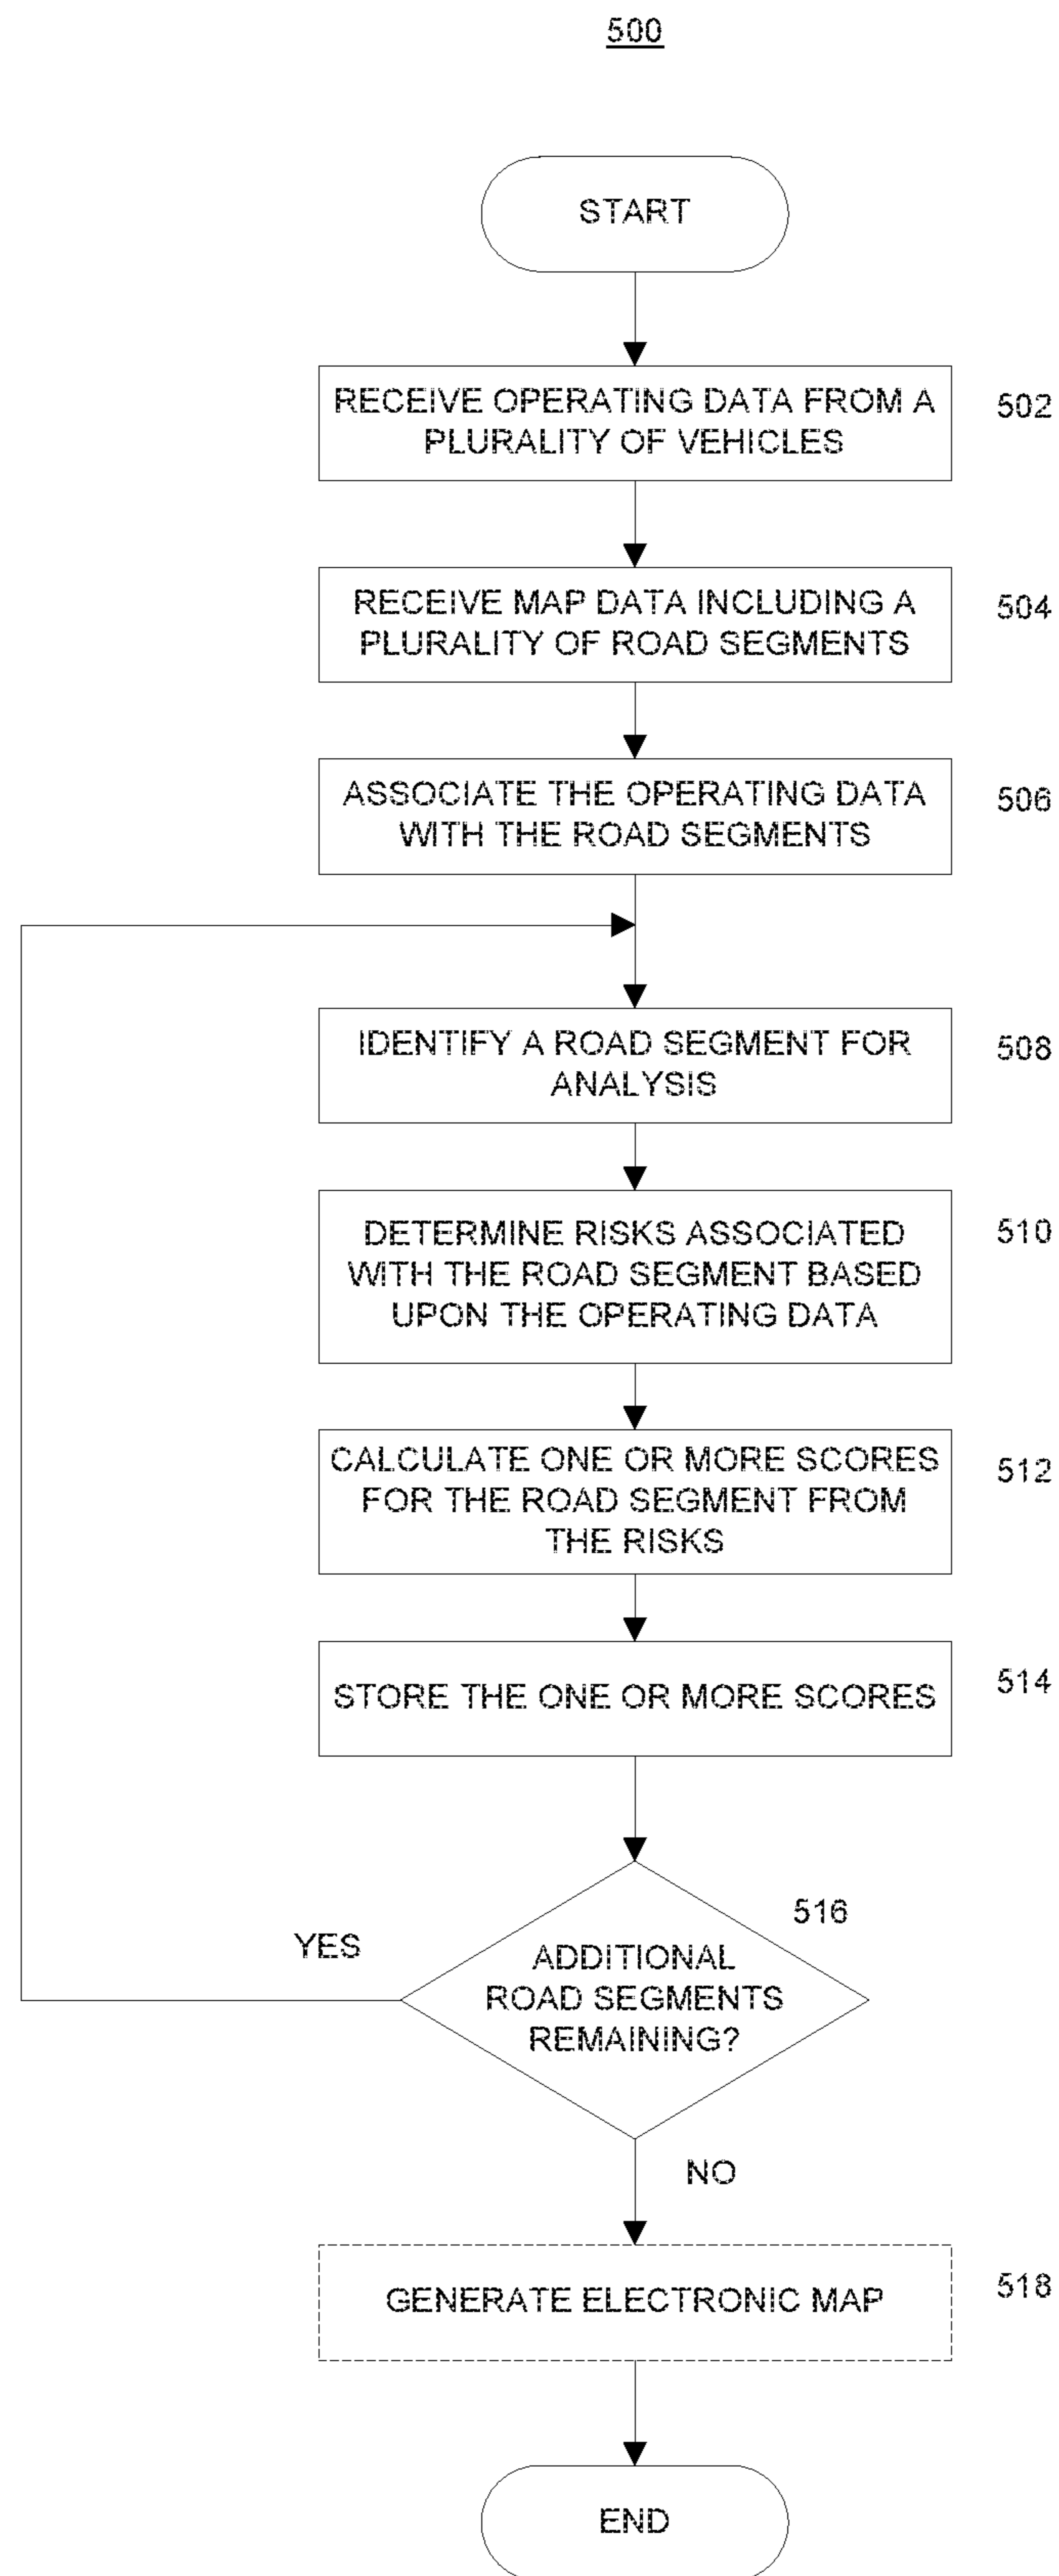 500
START
RECEIVE OPERATING DATA FROM A
PLURALITY OF VEHICLES
502
RECEIVE MAP DATA INCLUDING A
PLURALITY OF ROAD SEGMENTS
504
ASSOCIATE THE OPERATING DATA
WITH THE ROAD SEGMENTS
506
IDENTIFY A ROAD SEGMENT FOR
ANALYSIS
508
DETERMINE RISKS ASSOCIATED
WITH THE ROAD SEGMENT BASED
UPON THE OPERATING DATA
510
CALCULATE ONE OR MORE SCORES
FOR THE ROAD SEGMENT FROM
THE RISKS
512
STORE THE ONE OR MORE SCORES
514
516
YES
ADDITIONAL
ROAD SEGMENTS
REMAINING?
NO
GENERATE ELECTRONIC MAP
518
END